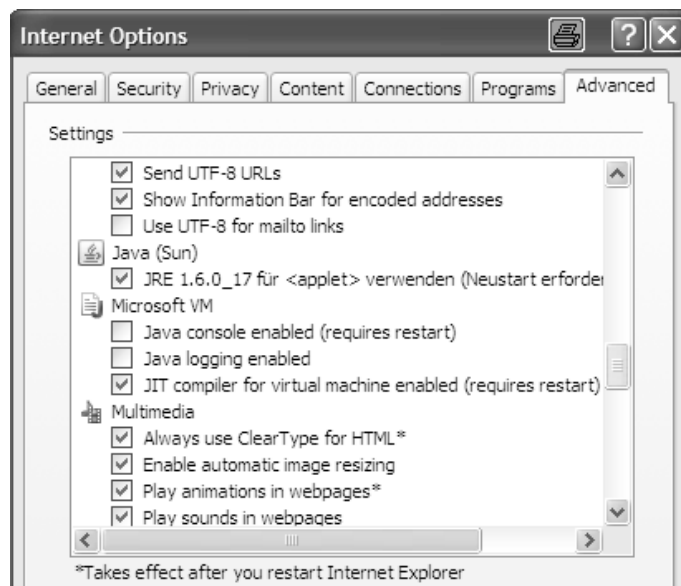 Internet Options
General Security Privacy Content Connections Programs Advanced
Settings
Send UTF-8 URLs
Show Information Bar for encoded addresses
Use UTF-8 for mailto links
Java (Sun)
JRE 1.6.0_17 für <applet> verwenden (Neustart erforder
Microsoft VM
Java console enabled (requires restart)
Java logging enabled
JIT compiler for virtual machine enabled (requires restart)
Multimedia
Always use ClearType for HTML*
Enable automatic image resizing
Play animations in webpages*
Play sounds in webpages
*Takes effect after you restart Internet Explorer